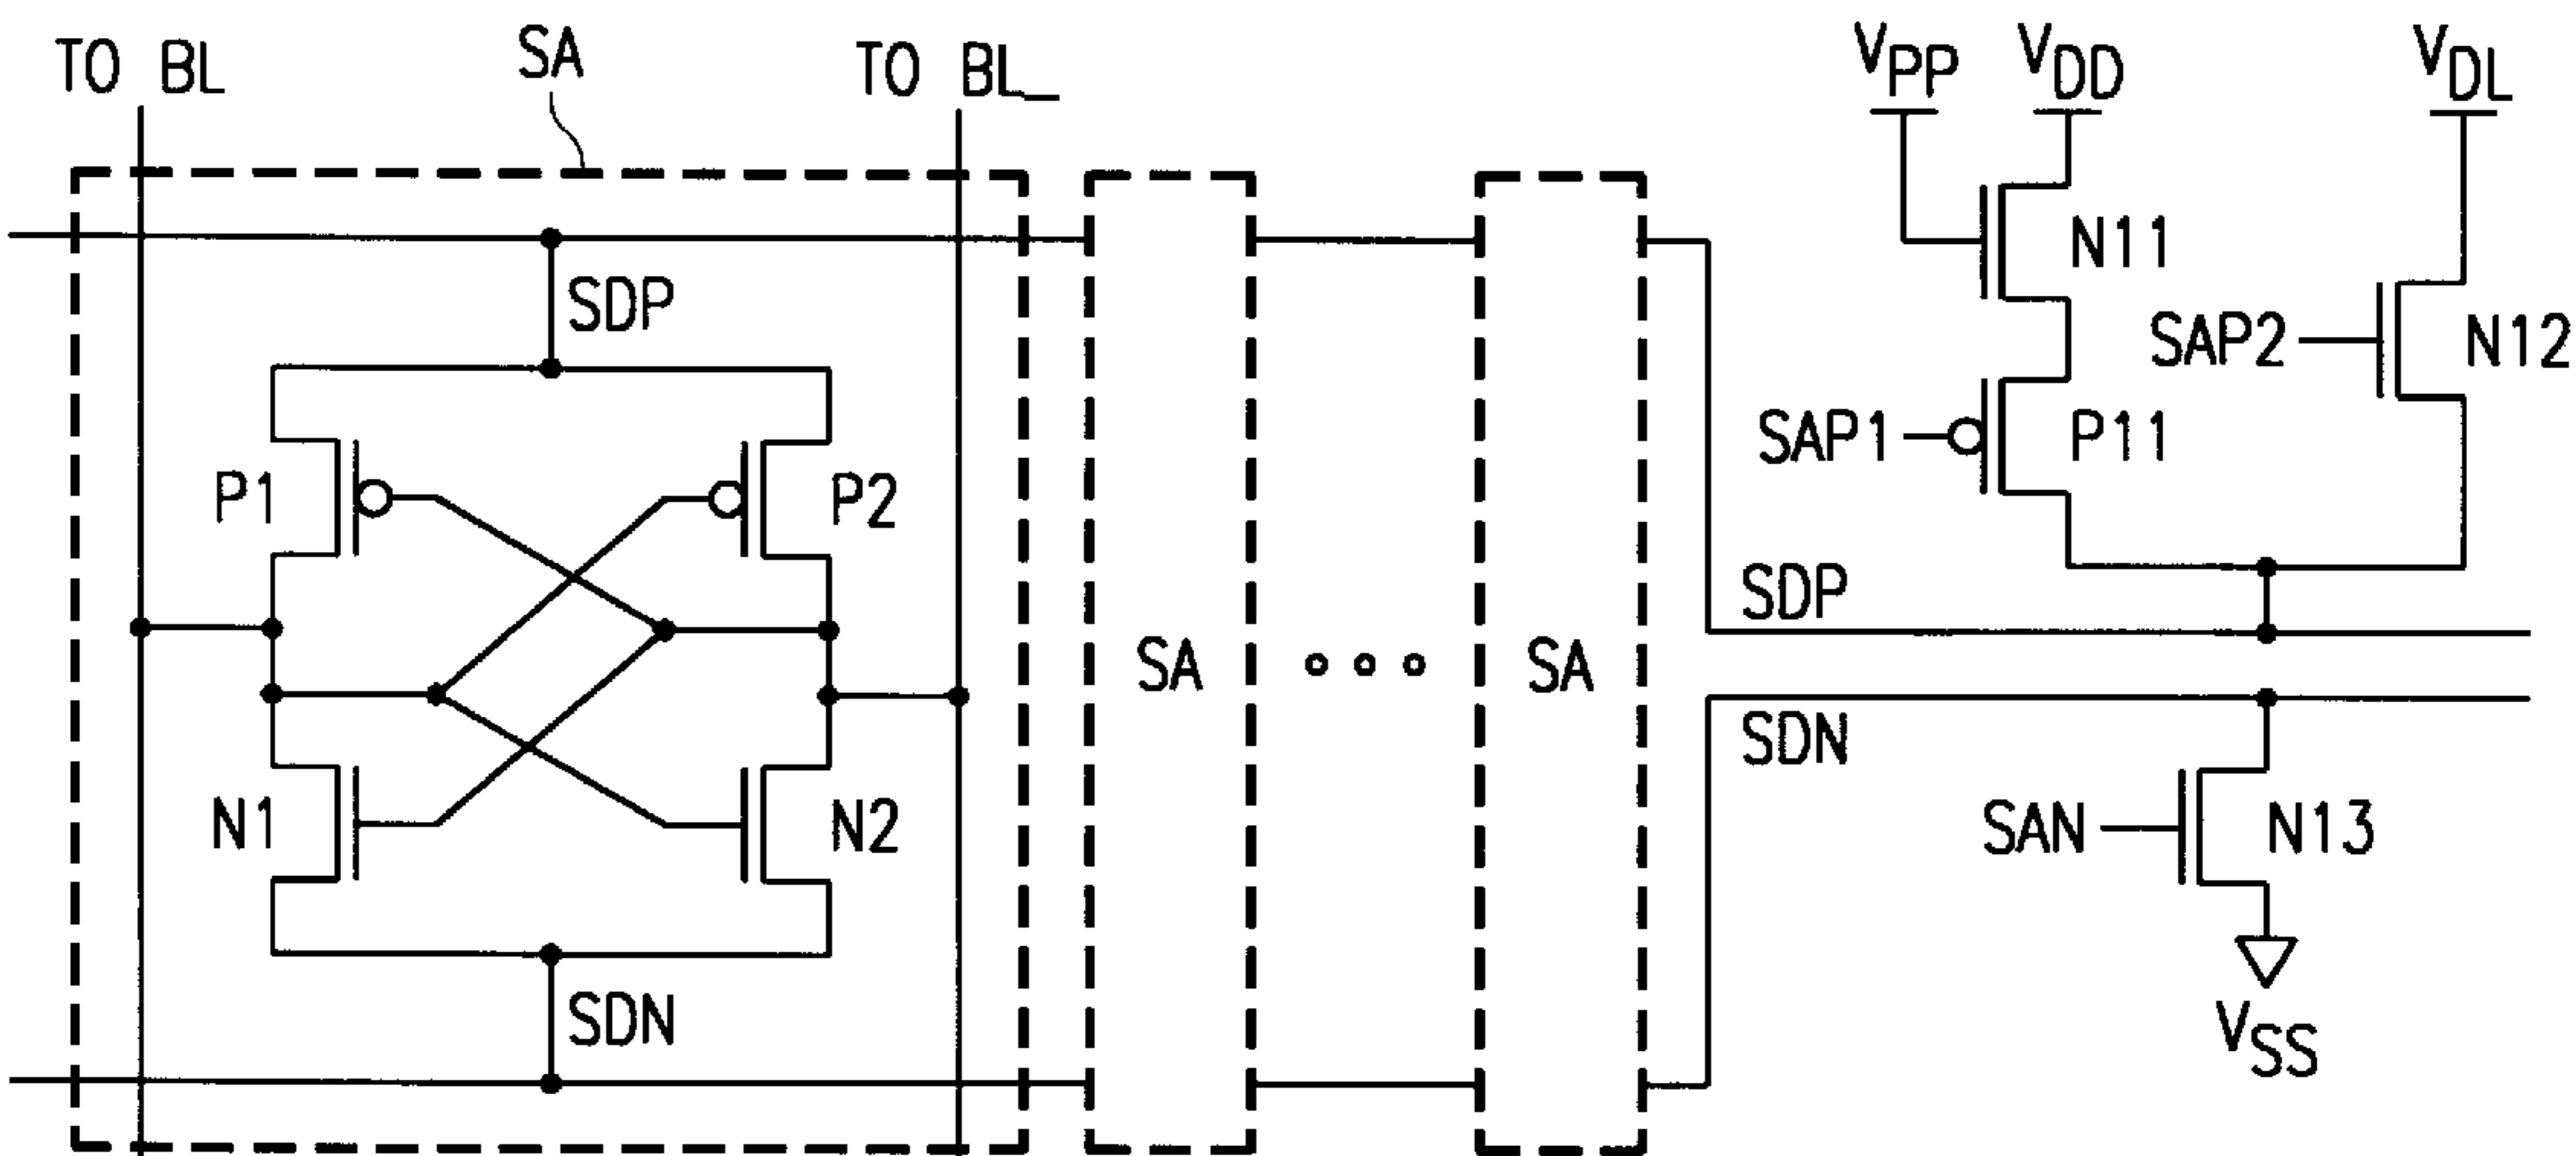 TO BL
SA
TO BL_
VPP
VDD
VDL
N11
SDP
SAP2
N12
SAP1
P11
P1
P2
SDP
SA
SA
SDN
N1
N2
SAN
N13
SDN
VSS